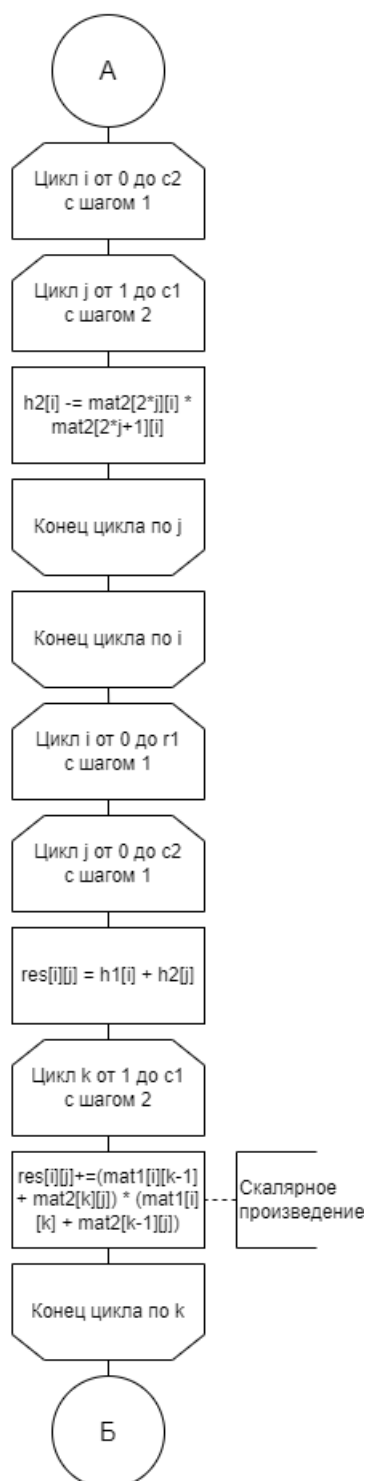 А
Цикл i от 0 до c2
с шагом 1
Цикл j от 1 до c1
с шагом 2
h2[i] -= mat2[2*j][i] *
mat2[2*j+1][i]
Конец цикла по j
Конец цикла по i
Цикл i от 0 до r1
с шагом 1
Цикл j от 0 до c2
с шагом 1
res[i][j] = h1[i] + h2[j]
Цикл k от 1 до c1
с шагом 2
res[i][j]+=(mat1[i][k-1]
+ mat2[k][j]) * (mat1[i]
[k] + mat2[k-1][j])
Скалярное
произведение
Конец цикла по k
Б